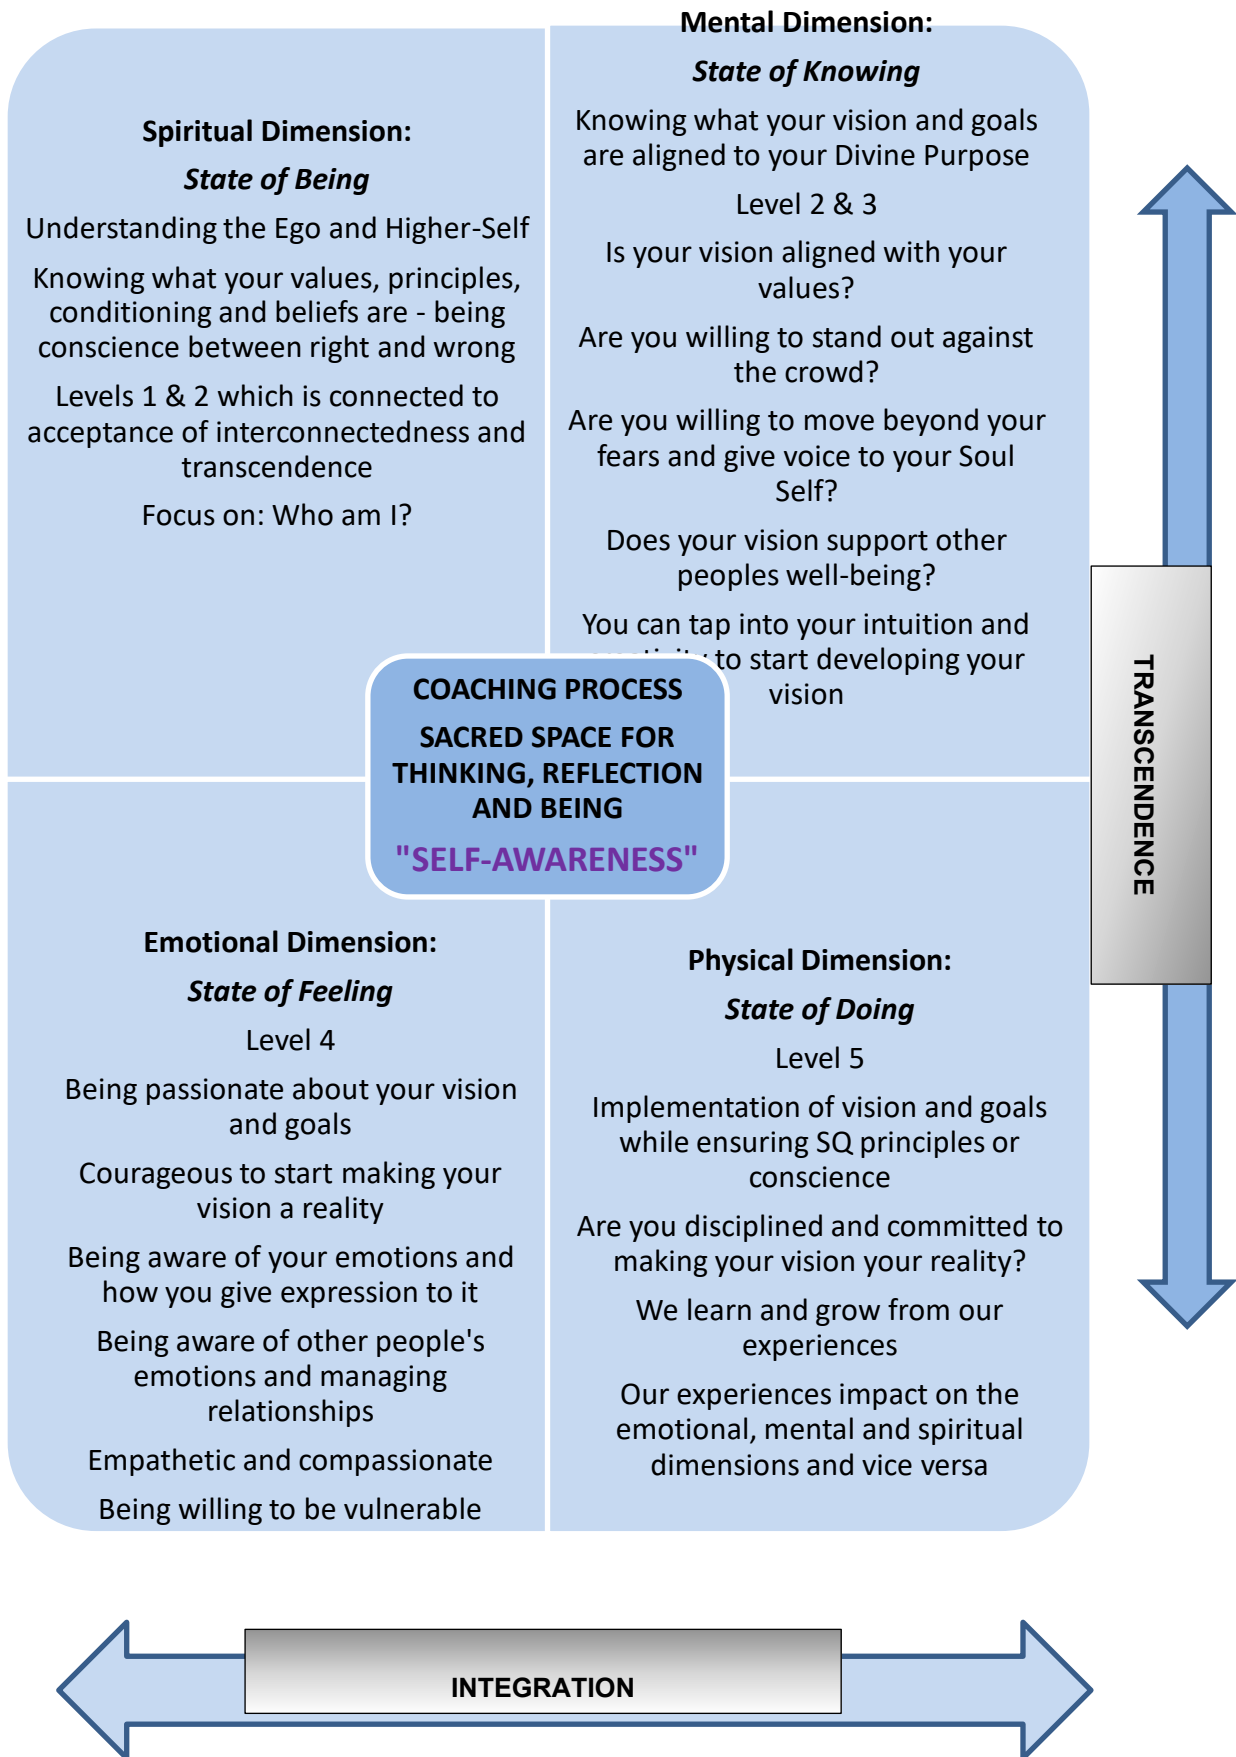 Spiritual Dimension:
State of Being
Understanding the Ego and Higher-Self
Knowing what your values, principles,
conditioning and beliefs are - being
conscience between right and wrong
Levels 1 & 2 which is connected to
acceptance of interconnectedness and
transcendence
Focus on: Who am I?
Mental Dimension:
State of Knowing
Knowing what your vision and goals
are aligned to your Divine Purpose
Level 2 & 3
Is your vision aligned with your
values?
Are you willing to stand out against
the crowd?
Are you willing to move beyond your
fears and give voice to your Soul
Self?
Does your vision support other
peoples well-being?
You can tap into your intuition and
to start developing your
vision
COACHING PROCESS
SACRED SPACE FOR
THINKING, REFLECTION
AND BEING
"SELF-AWARENESS"
Emotional Dimension:
State of Feeling
Level 4
Being passionate about your vision
and goals
Courageous to start making your
vision a reality
Being aware of your emotions and
how you give expression to it
Being aware of other people's
emotions and managing
relationships
Empathetic and compassionate
Being willing to be vulnerable
Physical Dimension:
State of Doing
Level 5
Implementation of vision and goals
while ensuring SQ principles or
conscience
Are you disciplined and committed to
making your vision your reality?
We learn and grow from our
experiences
Our experiences impact on the
emotional, mental and spiritual
dimensions and vice versa
TRANSCENDENCE
INTEGRATION